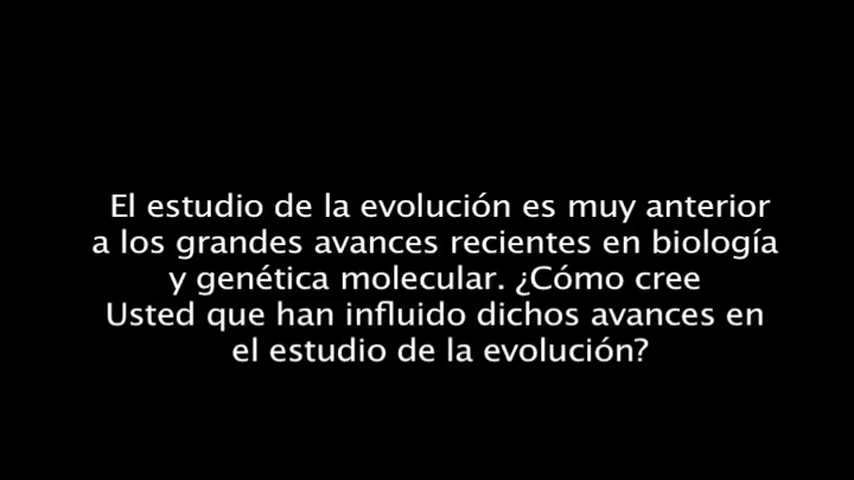 El estudio de la evolución es muy anterior
a los grandes avances recientes en biología
y genética molecular. ¿Cómo cree
Usted que han influido dichos avances en
el estudio de la evolución?